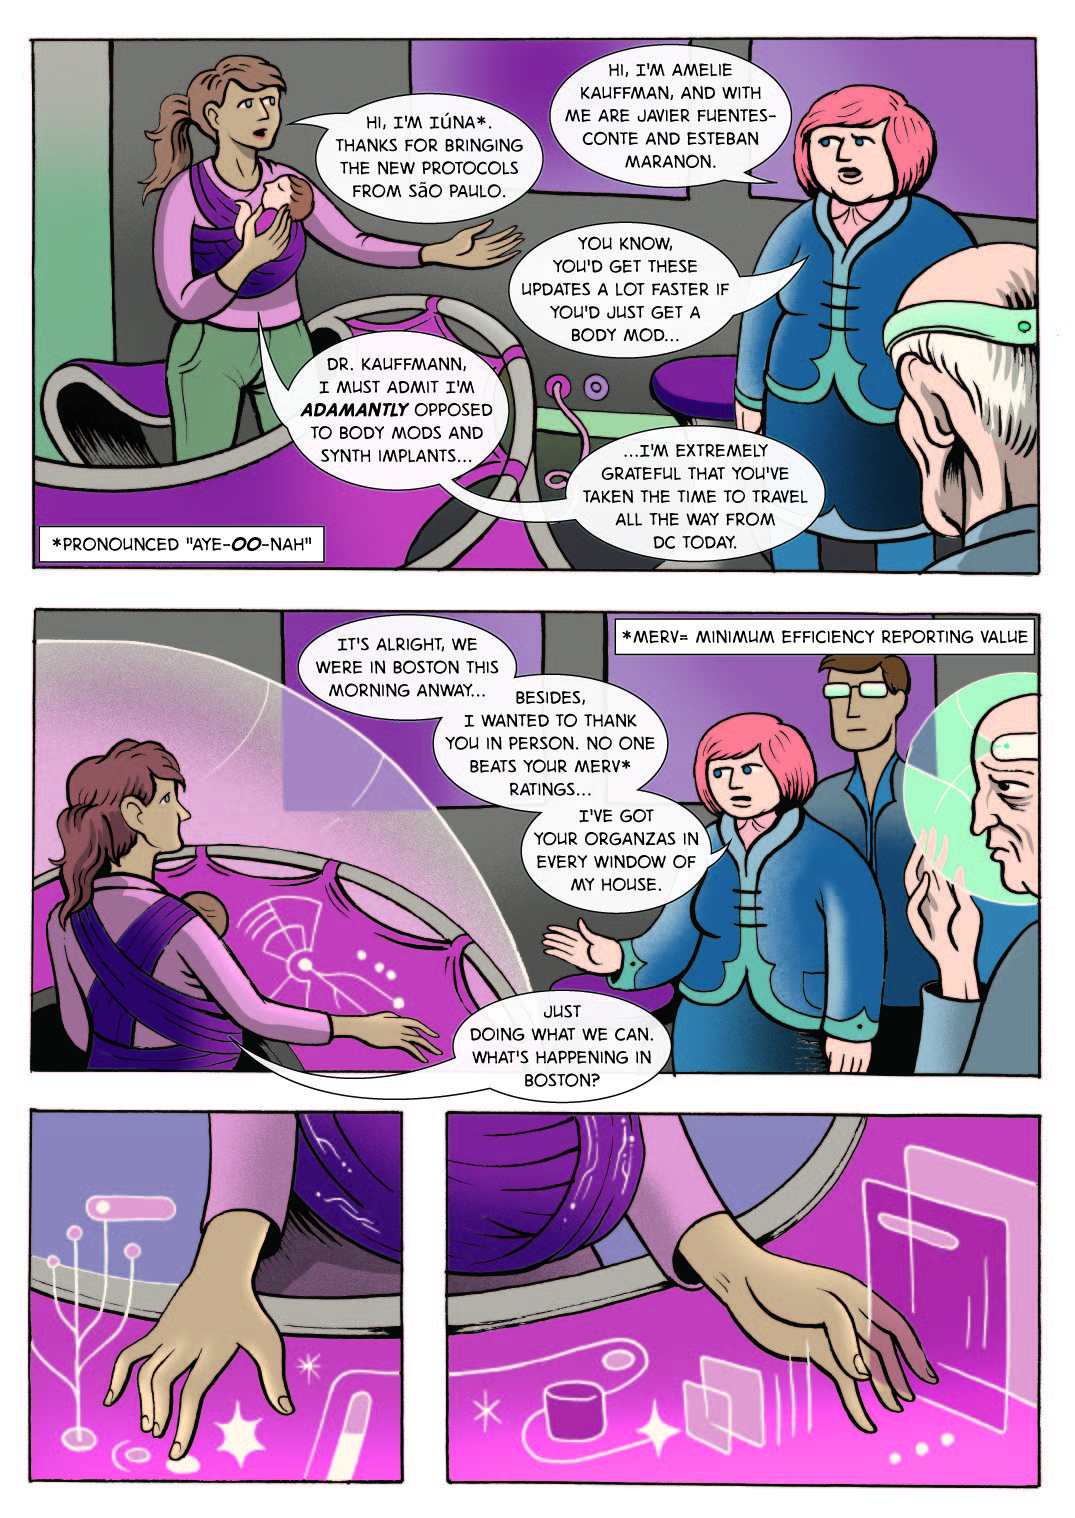 HI, I'M IÚNA*.
THANKS FOR BRINGING
THE NEW PROTOCOLS
FROM SÃO PAULO.
HI, I'M AMELIE
KAUFFMAN, AND WITH
ME ARE JAVIER FUENTES-
CONTE AND ESTEBAN
MARANON.
YOU KNOW,
YOU'D GET THESE
UPDATES A LOT FASTER IF
YOU'D JUST GET A
BODY MOD...
DR. KAUFFMANN,
I MUST ADMIT I'M
ADAMANTLY OPPOSED
TO BODY MODS AND
SYNTH IMPLANTS...
...I'M EXTREMELY
GRATEFUL THAT YOU'VE
TAKEN THE TIME TO TRAVEL
ALL THE WAY FROM
DC TODAY.
*PRONOUNCED "AYE-OO-NAH"
IT'S ALRIGHT, WE
WERE IN BOSTON THIS
MORNING ANWAY...
*MERV= MINIMUM EFFICIENCY REPORTING VALUE
BESIDES,
I WANTED TO THANK
YOU IN PERSON. NO ONE
BEATS YOUR MERV*
RATINGS...
I'VE GOT
YOUR ORGANZAS IN
EVERY WINDOW OF
MY HOUSE.
JUST
DOING WHAT WE CAN.
WHAT'S HAPPENING IN
BOSTON?